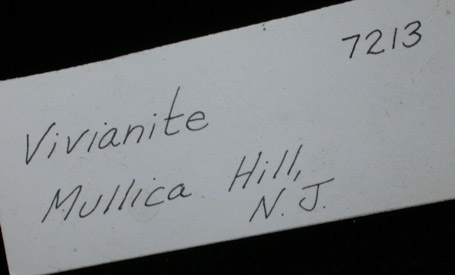 7213
Vivianite
Mullica Hill,
N. J.